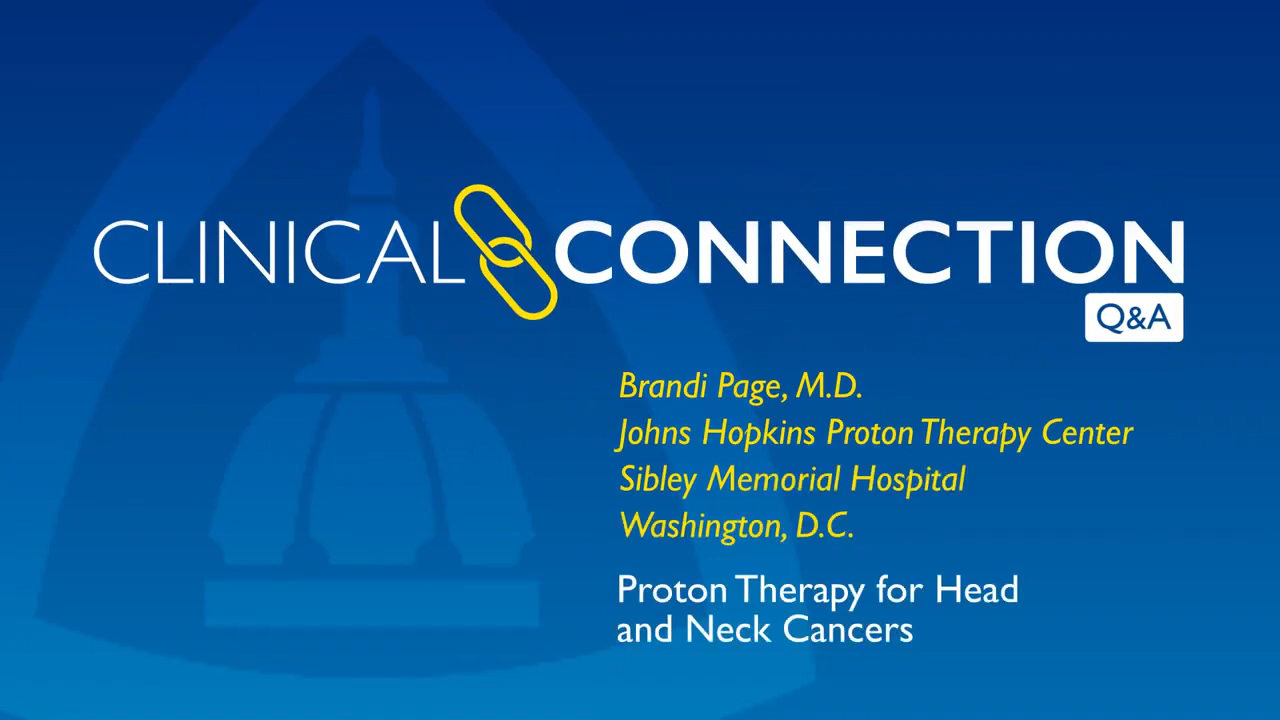 CLINICAL CONNECTION
Q&A
Brandi Page, M.D.
Johns Hopkins Proton Therapy Center
Sibley Memorial Hospital
Washington, D.C.
Proton Therapy for Head
and Neck Cancers